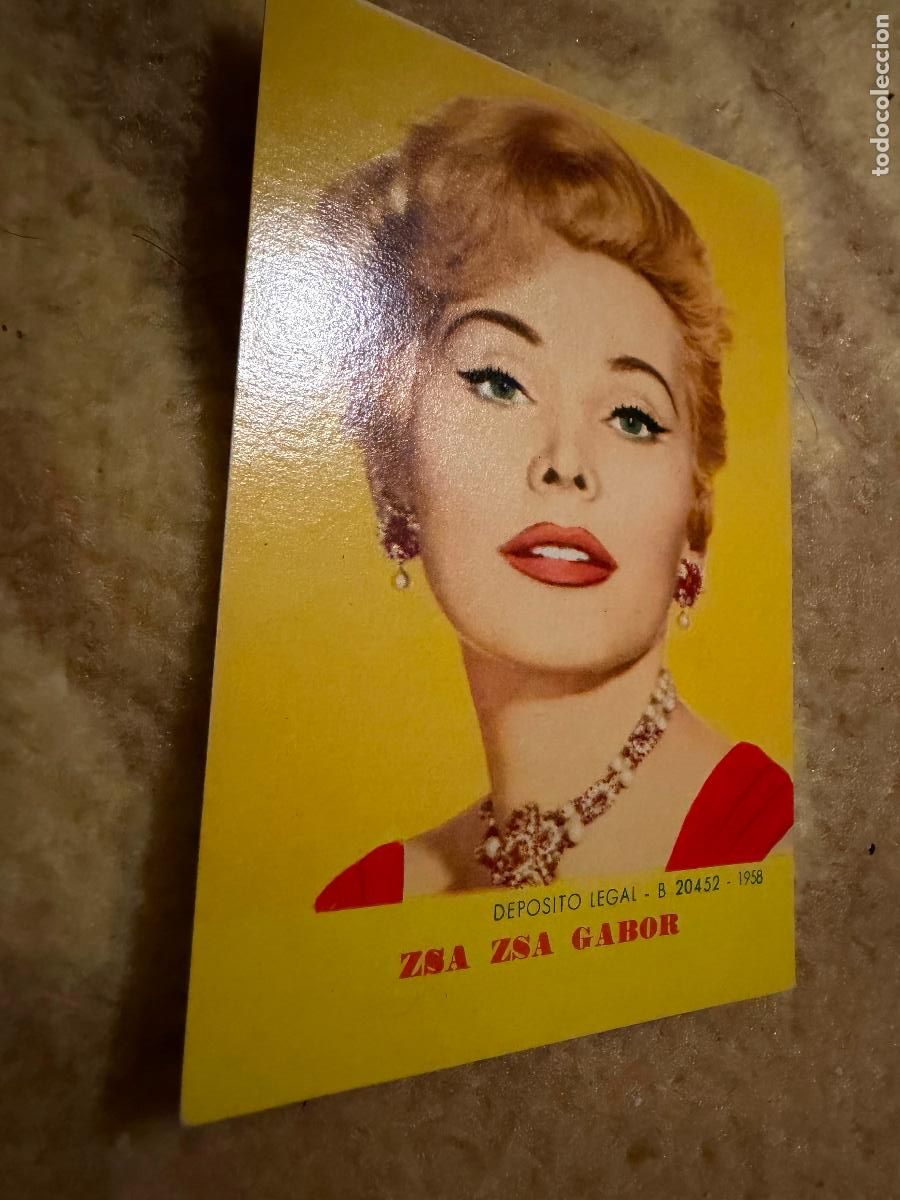 todocoleccion
DEPOSITO LEGAL - B 20452 - 1958
ZSA ZSA GABOR